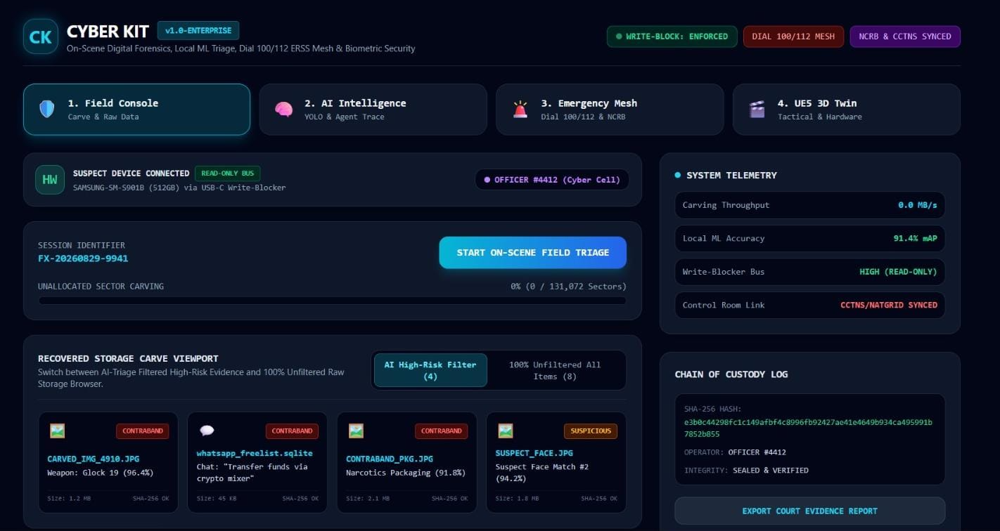 CK
CYBER KIT
v1.0-ENTERPRISE
On-Scene Digital Forensics, Local ML Triage, Dial 100/112 ERSS Mesh & Biometric Security
WRITE-BLOCK: ENFORCED
DIAL 100/112 MESH
NCRB & CCTNS SYNCED
1. Field Console
Carve & Raw Data
2. AI Intelligence
YOLO & Agent Trace
3. Emergency Mesh
Dial 100/112 & NCRB
4. UE5 3D Twin
Tactical & Hardware
HW
SUSPECT DEVICE CONNECTED
READ-ONLY BUS
SAMSUNG-SM-S901B (512GB) via USB-C Write-Blocker
OFFICER #4412 (Cyber Cell)
SESSION IDENTIFIER
FX-20260829-9941
START ON-SCENE FIELD TRIAGE
UNALLOCATED SECTOR CARVING
0% (0 / 131,072 Sectors)
RECOVERED STORAGE CARVE VIEWPORT
Switch between AI-Triage Filtered High-Risk Evidence and 100% Unfiltered Raw
Storage Browser.
AI High-Risk Filter
(4)
100% Unfiltered All
Items (8)
CONTRABAND
CARVED_IMG_4910.JPG
Weapon: Glock 19 (96.4%)
Size: 1.2 MB
SHA-256 OK
CONTRABAND
whatsapp_freelist.sqlite
Chat: "Transfer funds via
crypto mixer"
Size: 45 KB
SHA-256 OK
CONTRABAND
CONTRABAND_PKG.JPG
Narcotics Packaging (91.8%)
Size: 2.1 MB
SHA-256 OK
SUSPICIOUS
SUSPECT_FACE.JPG
Suspect Face Match #2
(94.2%)
Size: 1.8 MB
SHA-256 OK
SYSTEM TELEMETRY
Carving Throughput
0.0 MB/s
Local ML Accuracy
91.4% mAP
Write-Blocker Bus
HIGH (READ-ONLY)
Control Room Link
CCTNS/NATGRID SYNCED
CHAIN OF CUSTODY LOG
SHA-256 HASH:
e3b0c44298fc1c149afbf4c8996fb92427ae41e4649b934ca495991b
7852b855
OPERATOR: OFFICER #4412
INTEGRITY: SEALED & VERIFIED
EXPORT COURT EVIDENCE REPORT